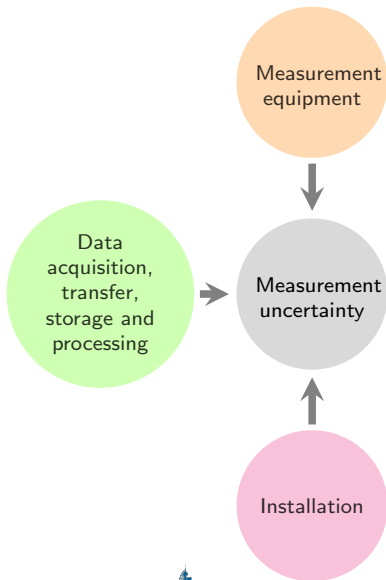 Measurement
equipment
Data
acquisition,
transfer,
storage and
processing
Measurement
uncertainty
Installation